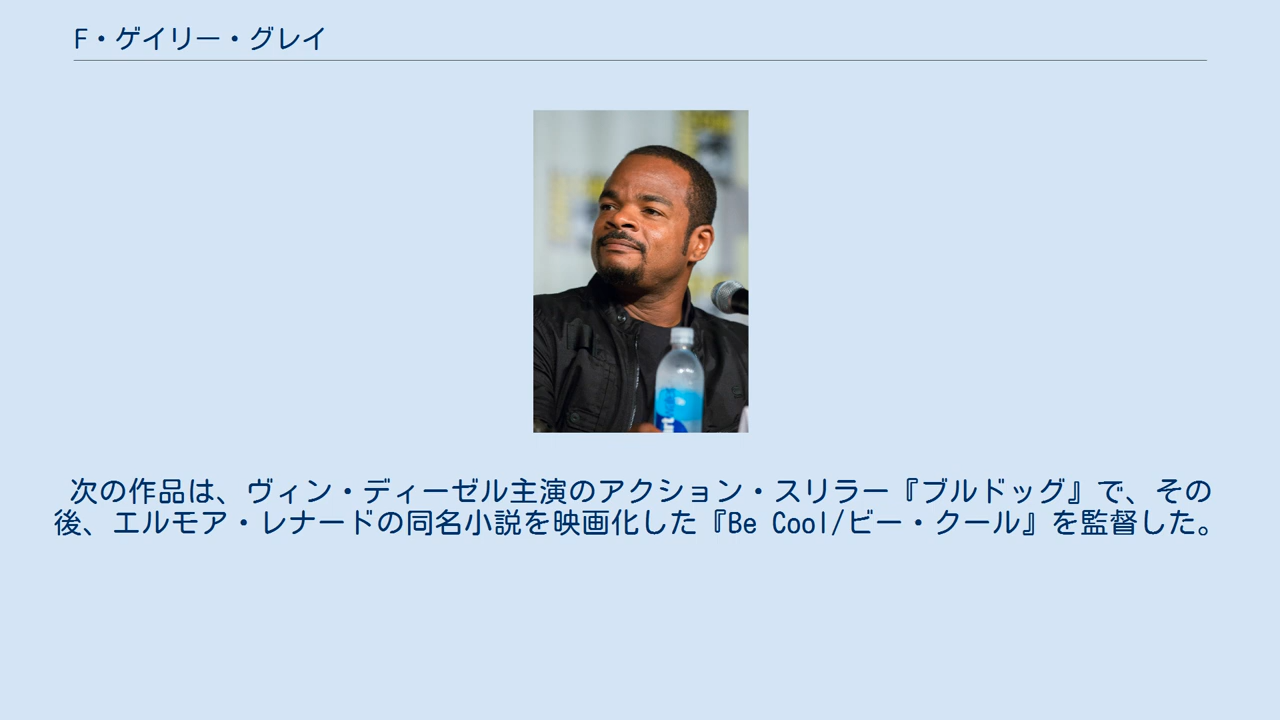 F・ゲイリー・グレイ
次の作品は、ヴィン・ディーゼル主演のアクション・スリラー『ブルドッグ』で、その
後、エルモア・レナードの同名小説を映画化した『Be Cool/ビー・クール』を監督した。